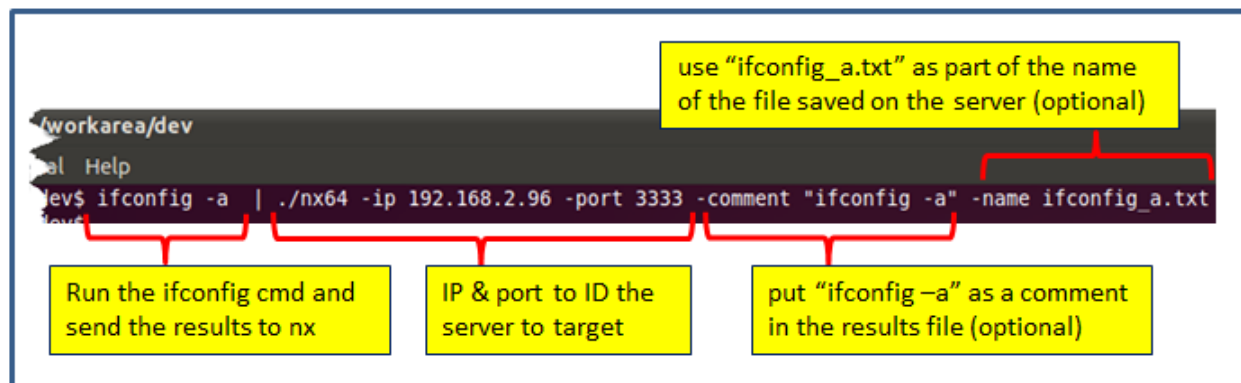 use “ifconfig_a.txt” as part of the name
of the file saved on the server (optional)
/workarea/dev
al Help
dev$ ifconfig -a | ./nx64 -ip 192.168.2.96 -port 3333 -comment "ifconfig -a" -name ifconfig_a.txt
Run the ifconfig cmd and
send the results to nx
IP & port to ID the
server to target
put “ifconfig –a” as a comment
in the results file (optional)